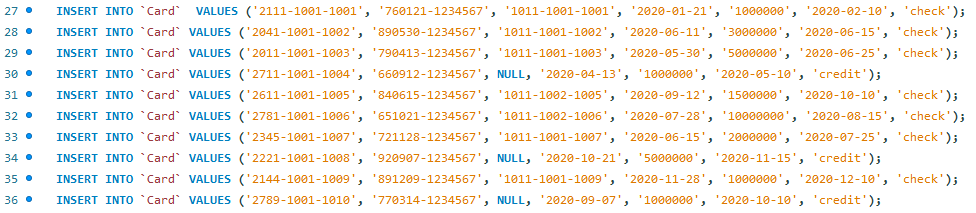 27 INSERT INTO `Card`  VALUES ('2111-1001-1001', '760121-1234567', '1011-1001-1001', '2020-01-21', '1000000', '2020-02-10', 'check');
28 INSERT INTO `Card` VALUES ('2041-1001-1002', '890530-1234567', '1011-1001-1002', '2020-06-11', '3000000', '2020-06-15', 'check');
29 INSERT INTO `Card` VALUES ('2011-1001-1003', '790413-1234567', '1011-1001-1003', '2020-05-30', '5000000', '2020-06-25', 'check');
30 INSERT INTO `Card` VALUES ('2711-1001-1004', '660912-1234567', NULL, '2020-04-13', '1000000', '2020-05-10', 'credit');
31 INSERT INTO `Card` VALUES ('2611-1001-1005', '840615-1234567', '1011-1002-1005', '2020-09-12', '1500000', '2020-10-10', 'check');
32 INSERT INTO `Card` VALUES ('2781-1001-1006', '651021-1234567', '1011-1002-1006', '2020-07-28', '10000000', '2020-08-15', 'check');
33 INSERT INTO `Card` VALUES ('2345-1001-1007', '721128-1234567', '1011-1001-1007', '2020-06-15', '2000000', '2020-07-25', 'check');
34 INSERT INTO `Card` VALUES ('2221-1001-1008', '920907-1234567', NULL, '2020-10-21', '5000000', '2020-11-15', 'credit');
35 INSERT INTO `Card` VALUES ('2144-1001-1009', '891209-1234567', '1011-1001-1009', '2020-11-28', '1000000', '2020-12-10', 'check');
36 INSERT INTO `Card` VALUES ('2789-1001-1010', '770314-1234567', NULL, '2020-09-07', '1000000', '2020-10-10', 'credit');